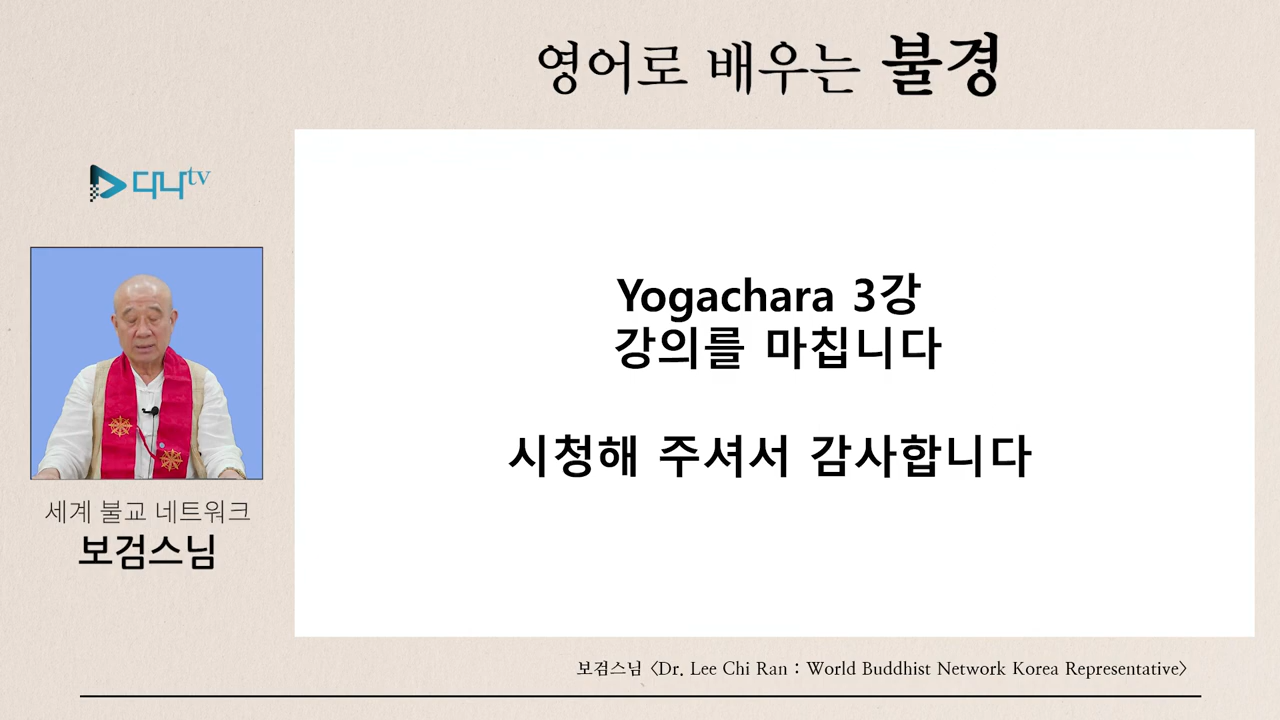 영어로 배우는 불경
다나tv
Yogachara 3강
강의를 마칩니다
시청해 주셔서 감사합니다
세계 불교 네트워크
보검스님
보검스님 <Dr. Lee Chi Ran : World Buddhist Network Korea Representative>